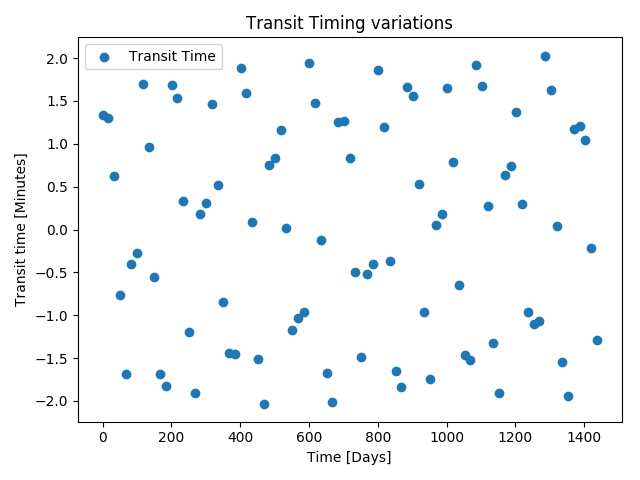 Transit Timing variations
Transit Time
Transit time [Minutes]
2.0
1.5
1.0
0.5
0.0
−0.5
−1.0
−1.5
−2.0
0 200 400 600 800 1000 1200 1400
Time [Days]